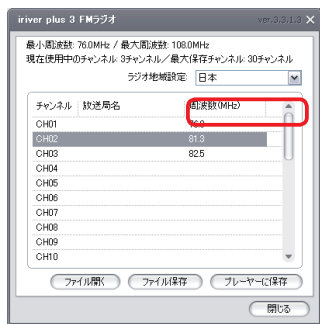 iriver plus 3 FMラジオ ver.3.3.1.3
最小周波数: 76.0MHz / 最大周波数: 108.0MHz
現在使用中のチャンネル: 3チャンネル／最大保存チャンネル: 30チャンネル
ラジオ地域設定: 日本
チャンネル 放送局名 周波数(MHz)
CH01 76.0
CH02 81.3
CH03 82.5
CH04
CH05
CH06
CH07
CH08
CH09
CH10
ファイル開く ファイル保存 プレーヤーに保存
閉じる